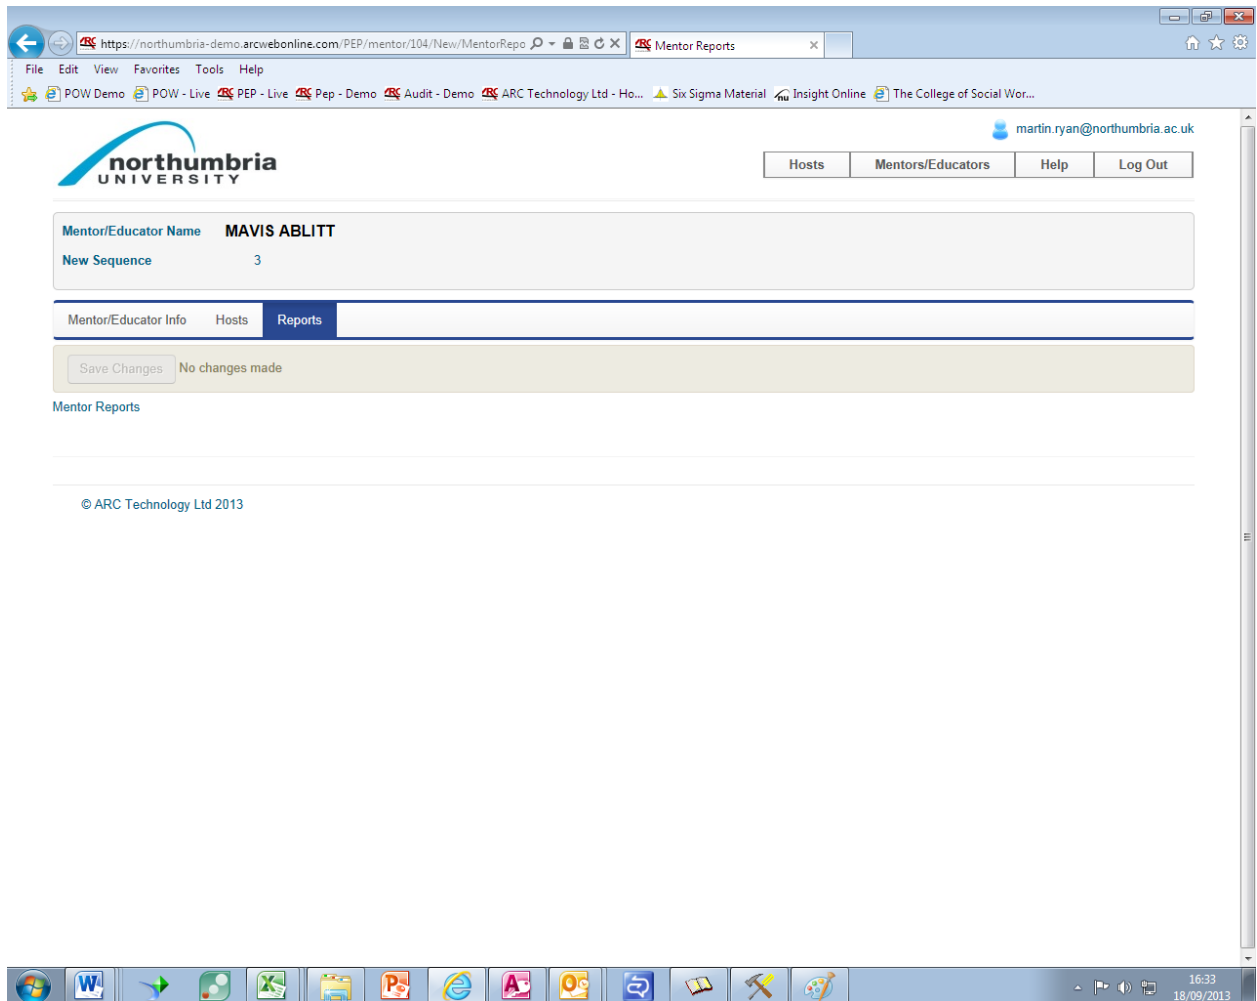 https://northumbria-demo.arcwebonline.com/PEP/mentor/104/New/MentorRepo
ARC Mentor Reports
File Edit View Favorites Tools Help
POW Demo POW - Live PEP - Live Pep - Demo Audit - Demo ARC Technology Ltd - Ho... Six Sigma Material nu Insight Online The College of Social Wor...
martin.ryan@northumbria.ac.uk
northumbria
UNIVERSITY
Hosts Mentors/Educators Help Log Out
Mentor/Educator Name MAVIS ABLITT
New Sequence 3
Mentor/Educator Info Hosts Reports
Save Changes No changes made
Mentor Reports
© ARC Technology Ltd 2013
16:33
18/09/2013